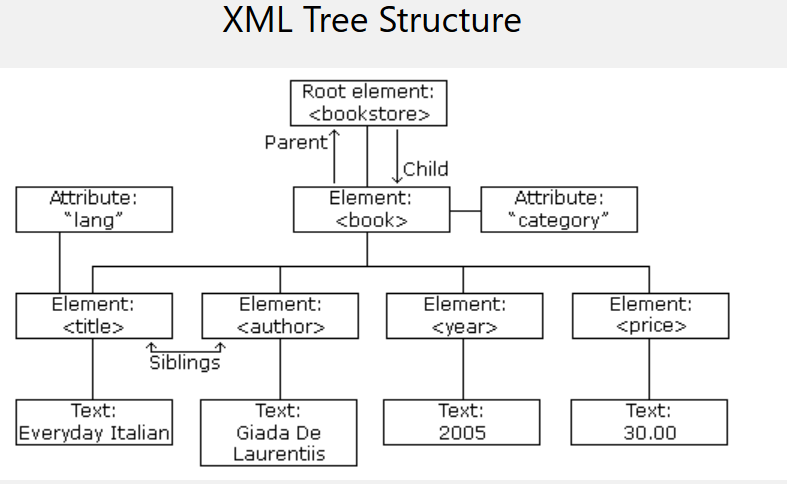 XML Tree Structure
Root element:
<bookstore>
Parent
Child
Attribute:
“lang”
Element:
<book>
Attribute:
“category”
Element:
<title>
Element:
<author>
Element:
<year>
Element:
<price>
Siblings
Text:
Everyday Italian
Text:
Giada De
Laurentiis
Text:
2005
Text:
30.00